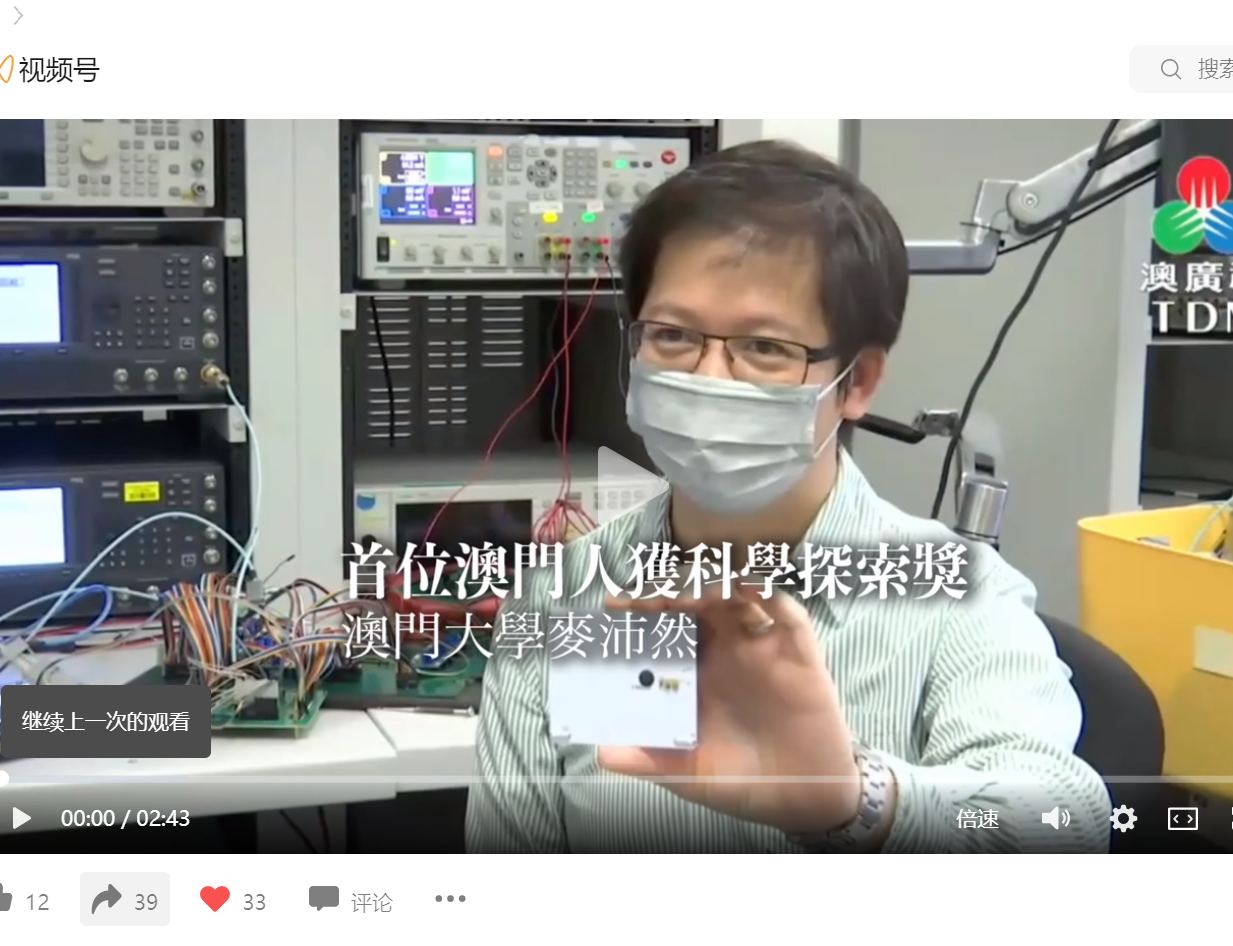 视频号
搜索
澳廣
TDM
首位澳門人獲科學探索獎
澳門大學麥沛然
继续上一次的观看
00:00 / 02:43
倍速
12
39
33
评论